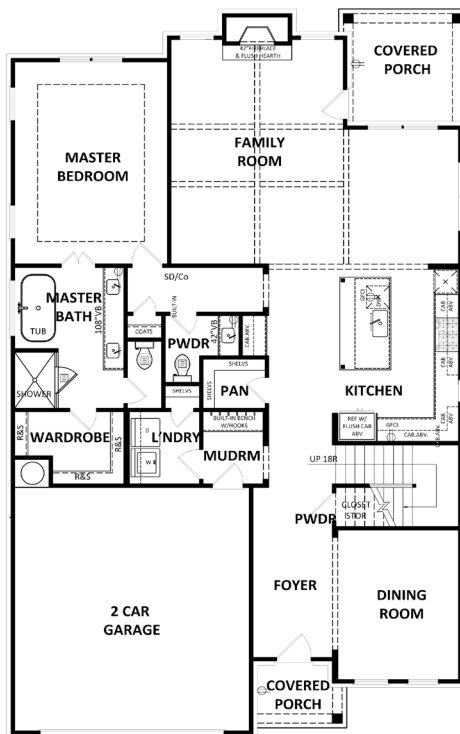 42"FIREPLACE
& FLUSH HEARTH
COVERED
PORCH
MASTER
BEDROOM
FAMILY
ROOM
SD/Co
MASTER
BATH
TUB
108"VB
BUILT-IN
COATS
PWDR
42"VB
CAB.ABV.
GFCI
DW
CAB
ABV
CAB
ABV
SHOWER
SHELVS
SHELVS
SHELVS
PAN
KITCHEN
REF W/
FLUSH CAB
ABV
GFCI
CAB.ABV.
CAB.ABV.
R&S
WARDROBE
R&S
R&S
L'NDRY
W
BUILT-IN BENCH
W/HOOKS
MUDRM
UP 18R
CLOSET
STOR
PWDR
FOYER
DINING
ROOM
2 CAR
GARAGE
COVERED
PORCH